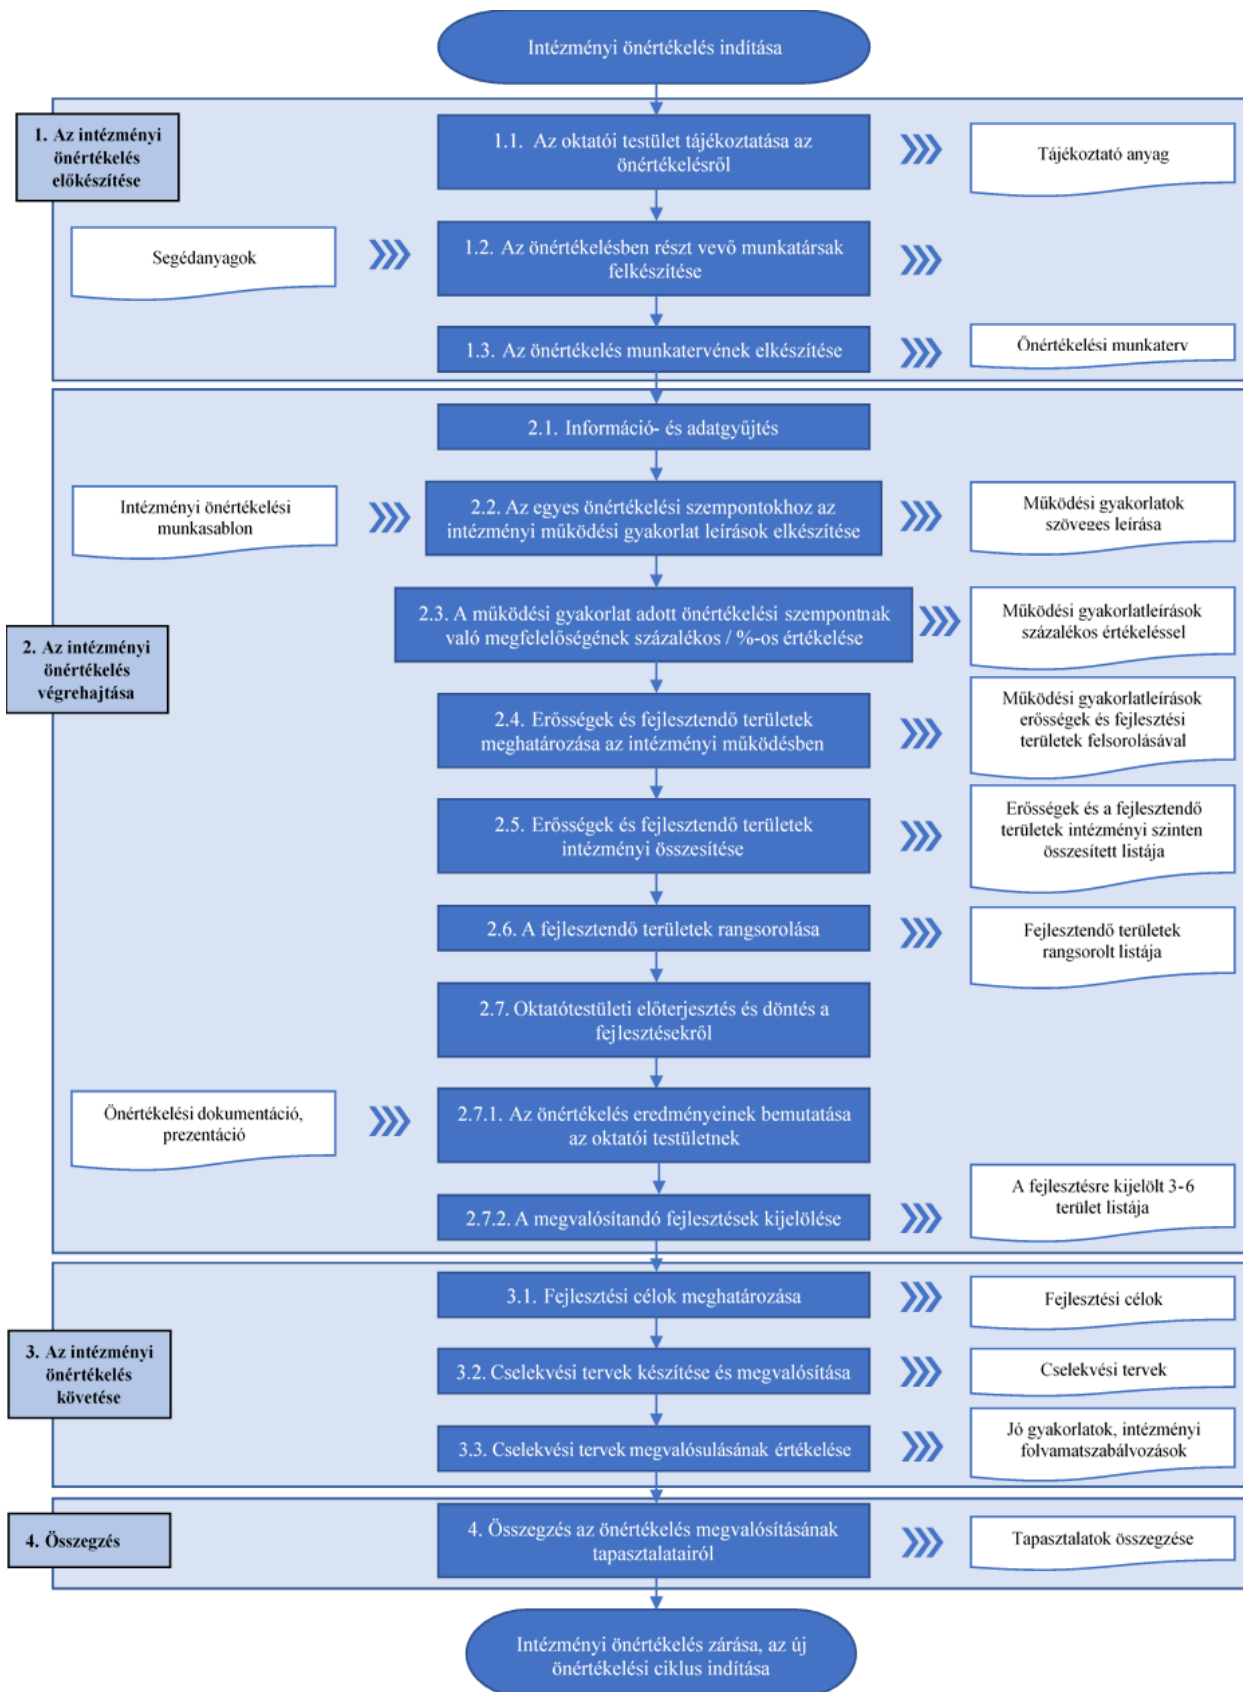 Intézményi önértékelés indítása
1. Az intézményi
önértékelés
előkészítése
1.1. Az oktatói testület tájékoztatása az
önértékelésről
Tájékoztató anyag
Segédanyagok
1.2. Az önértékelésben részt vevő munkatársak
felkészítése
1.3. Az önértékelés munkatervének elkészítése
Önértékelési munkaterv
2. Az intézményi
önértékelés
végrehajtása
2.1. Információ- és adatgyűjtés
Intézményi önértékelési
munkasablon
2.2. Az egyes önértékelési szempontokhoz az
intézményi működési gyakorlat leírások elkészítése
Működési gyakorlatok
szöveges leírása
2.3. A működési gyakorlat adott önértékelési szempontnak
való megfelelőségének százalékos / %-os értékelése
Működési gyakorlatleírások
százalékos értékeléssel
2.4. Erősségek és fejlesztendő területek
meghatározása az intézményi működésben
Működési gyakorlatleírások
erősségek és fejlesztési
területek felsorolásával
2.5. Erősségek és fejlesztendő területek
intézményi összesítése
Erősségek és a fejlesztendő
területek intézményi szinten
összesített listája
2.6. A fejlesztendő területek rangsorolása
Fejlesztendő területek
rangsorolt listája
2.7. Oktatótestületi előterjesztés és döntés a
fejlesztésekről
Önértékelési dokumentáció,
prezentáció
2.7.1. Az önértékelés eredményeinek bemutatása
az oktatói testületnek
2.7.2. A megvalósítandó fejlesztések kijelölése
A fejlesztésre kijelölt 3-6
terület listája
3. Az intézményi
önértékelés
követése
3.1. Fejlesztési célok meghatározása
Fejlesztési célok
3.2. Cselekvési tervek készítése és megvalósítása
Cselekvési tervek
3.3. Cselekvési tervek megvalósulásának értékelése
Jó gyakorlatok, intézményi
folyamatszabályozások
4. Összegzés
4. Összegzés az önértékelés megvalósításának
tapasztalatairól
Tapasztalatok összegzése
Intézményi önértékelés zárása, az új
önértékelési ciklus indítása